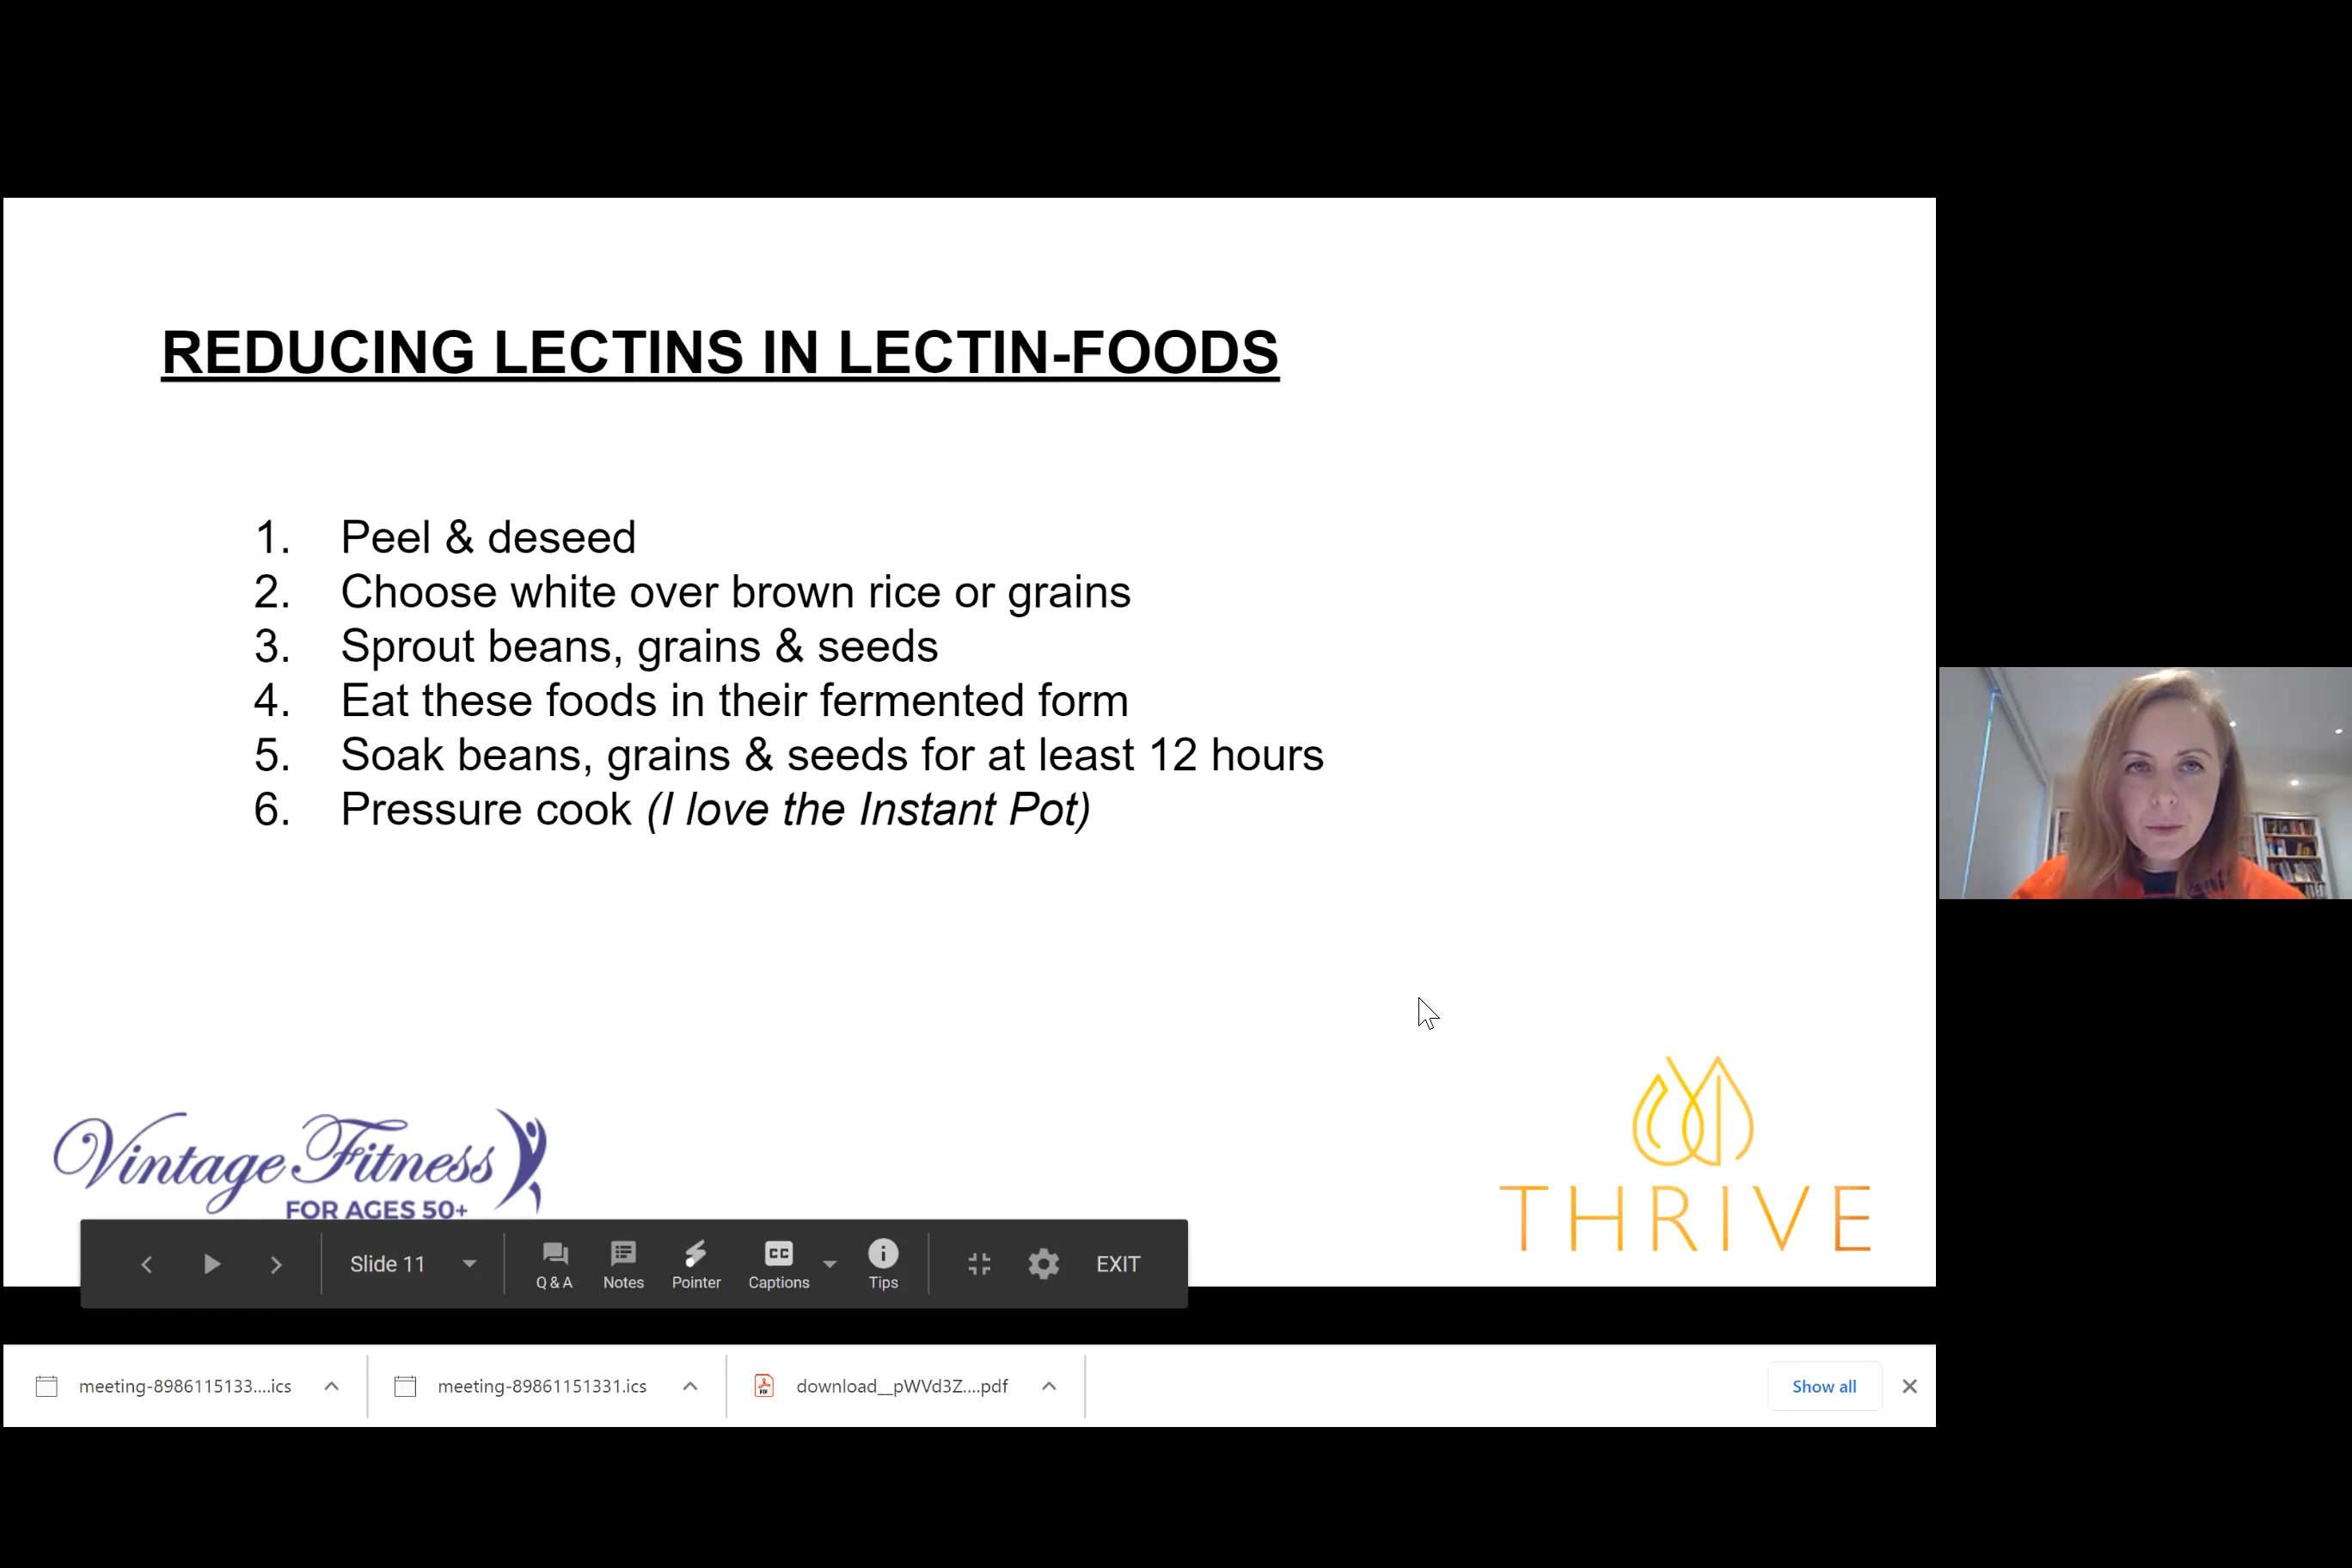 REDUCING LECTINS IN LECTIN-FOODS
1. Peel & deseed
2. Choose white over brown rice or grains
3. Sprout beans, grains & seeds
4. Eat these foods in their fermented form
5. Soak beans, grains & seeds for at least 12 hours
6. Pressure cook (I love the Instant Pot)
Vintage Fitness
FOR AGES 50+
THRIVE
Slide 11
Q & A
Notes
CC
Pointer
Captions
Tips
EXIT
meeting-8986115133....ics
meeting-89861151331.ics
PDF
download__pWVd3Z....pdf
Show all